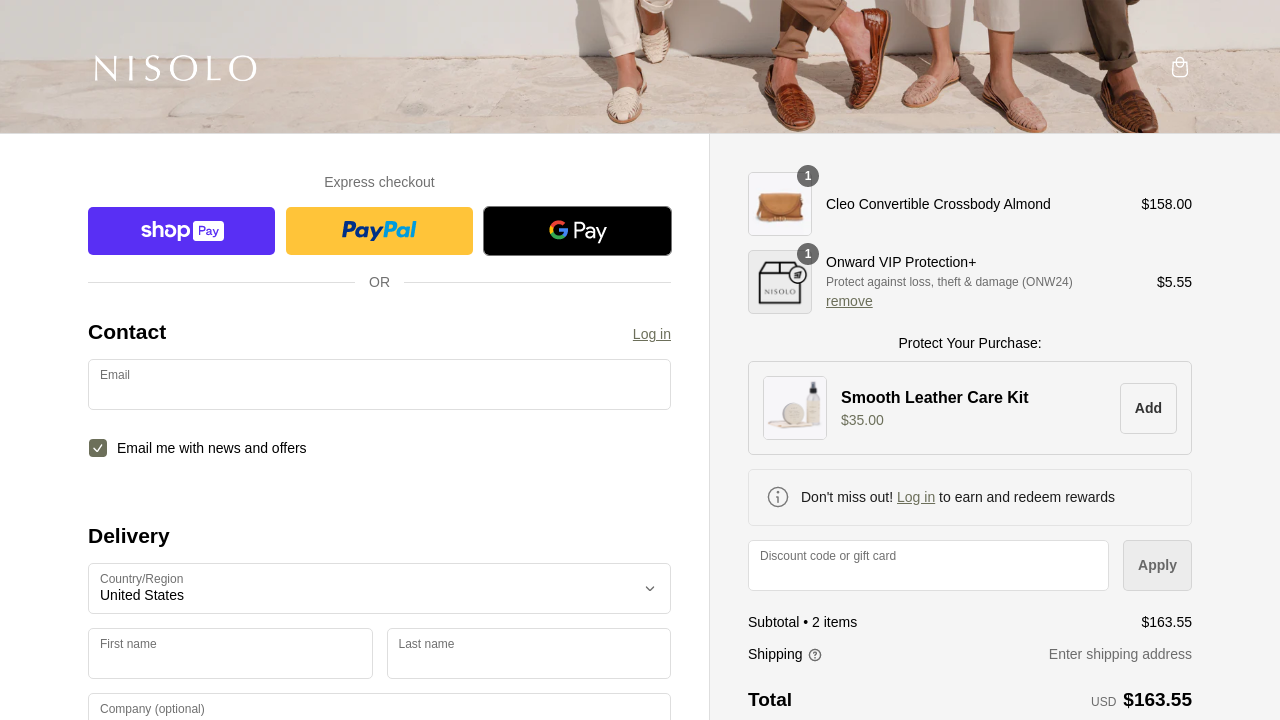 NISOLO
Express checkout
shop Pay
PayPal
G Pay
OR
Contact
Log in
Email
Email me with news and offers
Delivery
Country/Region
United States
First name
Last name
Company (optional)
1
Cleo Convertible Crossbody Almond
$158.00
1
NISOLO
Onward VIP Protection+
Protect against loss, theft & damage (ONW24)
remove
$5.55
Protect Your Purchase:
Smooth Leather Care Kit
$35.00
Add
Don't miss out! Log in to earn and redeem rewards
Discount code or gift card
Apply
Subtotal • 2 items
$163.55
Shipping
Enter shipping address
Total
USD $163.55